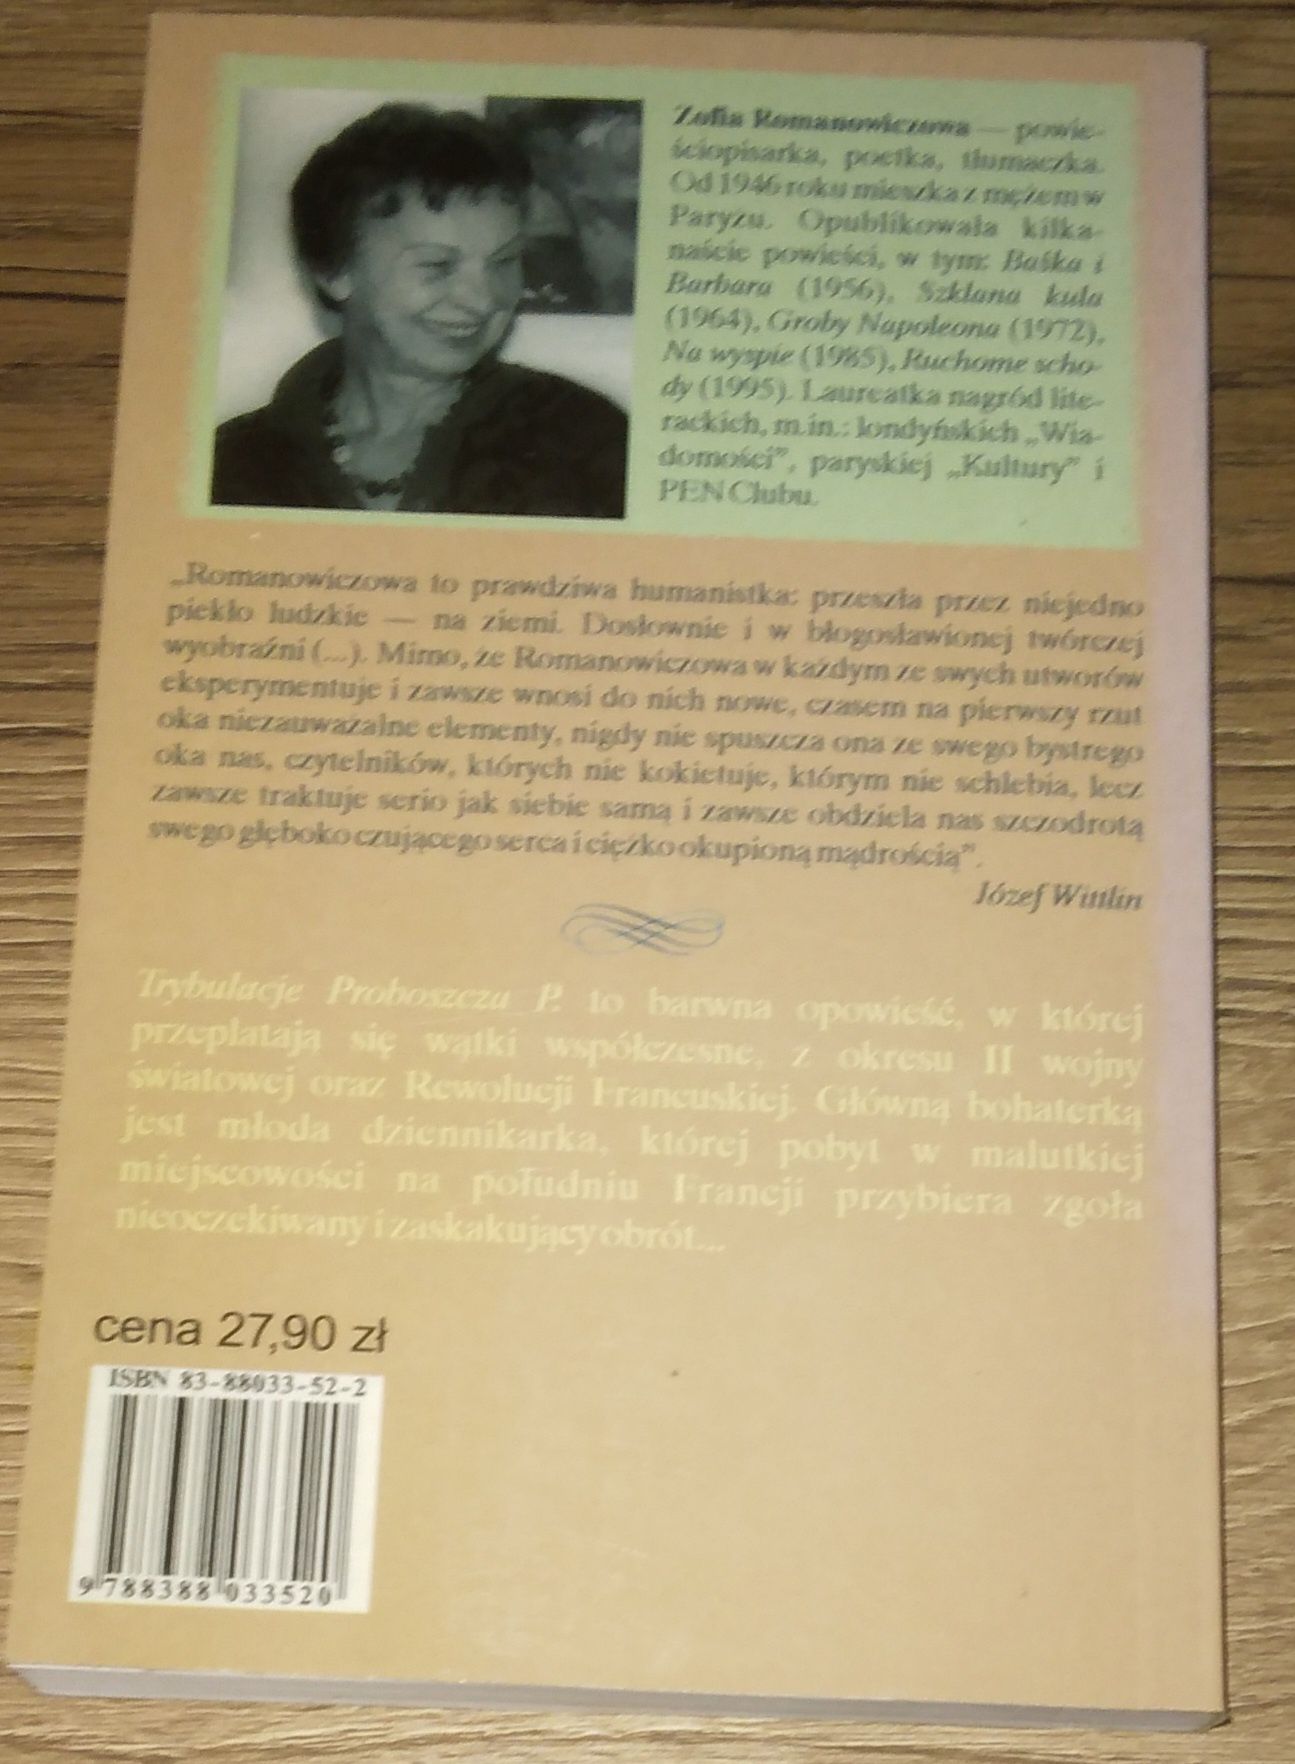 Zofia Romanowiczowa — powie-
ściopisarka, poetka, tłumaczka.
Od 1946 roku mieszka z mężem w
Paryżu. Opublikowała kilka-
naście powieści, w tym: Baśka i
Barbara (1956), Szklana kula
(1964), Groby Napoleona (1972),
Na wyspie (1985), Ruchome scho-
dy (1995). Laureatka nagród lite-
rackich, m.in.: londyńskich „Wia-
domości”, paryskiej „Kultury” i
PEN Clubu.
„Romanowiczowa to prawdziwa humanistka: przeszła przez niejedno
piekło ludzkie — na ziemi. Dosłownie i w błogosławionej twórczej
wyobraźni (...). Mimo, że Romanowiczowa w każdym ze swych utworów
eksperymentuje i zawsze wnosi do nich nowe, czasem na pierwszy rzut
oka niezauważalne elementy, nigdy nie spuszcza ona ze swego bystrego
oka nas, czytelników, których nie kokietuje, którym nie schlebia, lecz
zawsze traktuje serio jak siebie samą i zawsze obdziela nas szczodrotą
swego głęboko czującego serca i ciężko okupioną mądrością”.
Józef Wittlin
Trybulacje Proboszcza P. to barwna opowieść, w której
przeplatają się wątki współczesne, z okresu II wojny
światowej oraz Rewolucji Francuskiej. Główną bohaterką
jest młoda dziennikarka, której pobyt w malutkiej
miejscowości na południu Francji przybiera zgoła
nieoczekiwany i zaskakujący obrót...
cena 27,90 zł
ISBN 83-88033-52-2
9 788388 033520